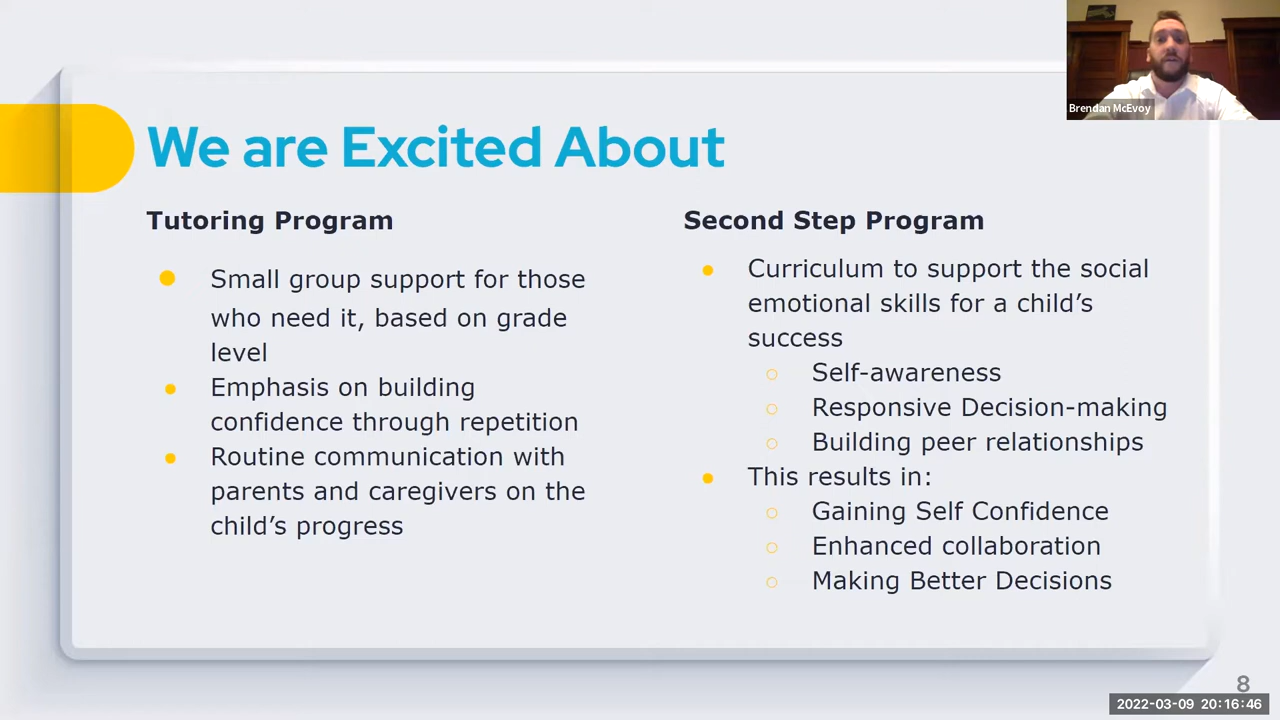 Brendan McEvoy
We are Excited About
Tutoring Program
Small group support for those
who need it, based on grade
level
Emphasis on building
confidence through repetition
Routine communication with
parents and caregivers on the
child’s progress
Second Step Program
Curriculum to support the social
emotional skills for a child’s
success
Self-awareness
Responsive Decision-making
Building peer relationships
This results in:
Gaining Self Confidence
Enhanced collaboration
Making Better Decisions
8
2022-03-09 20:16:46